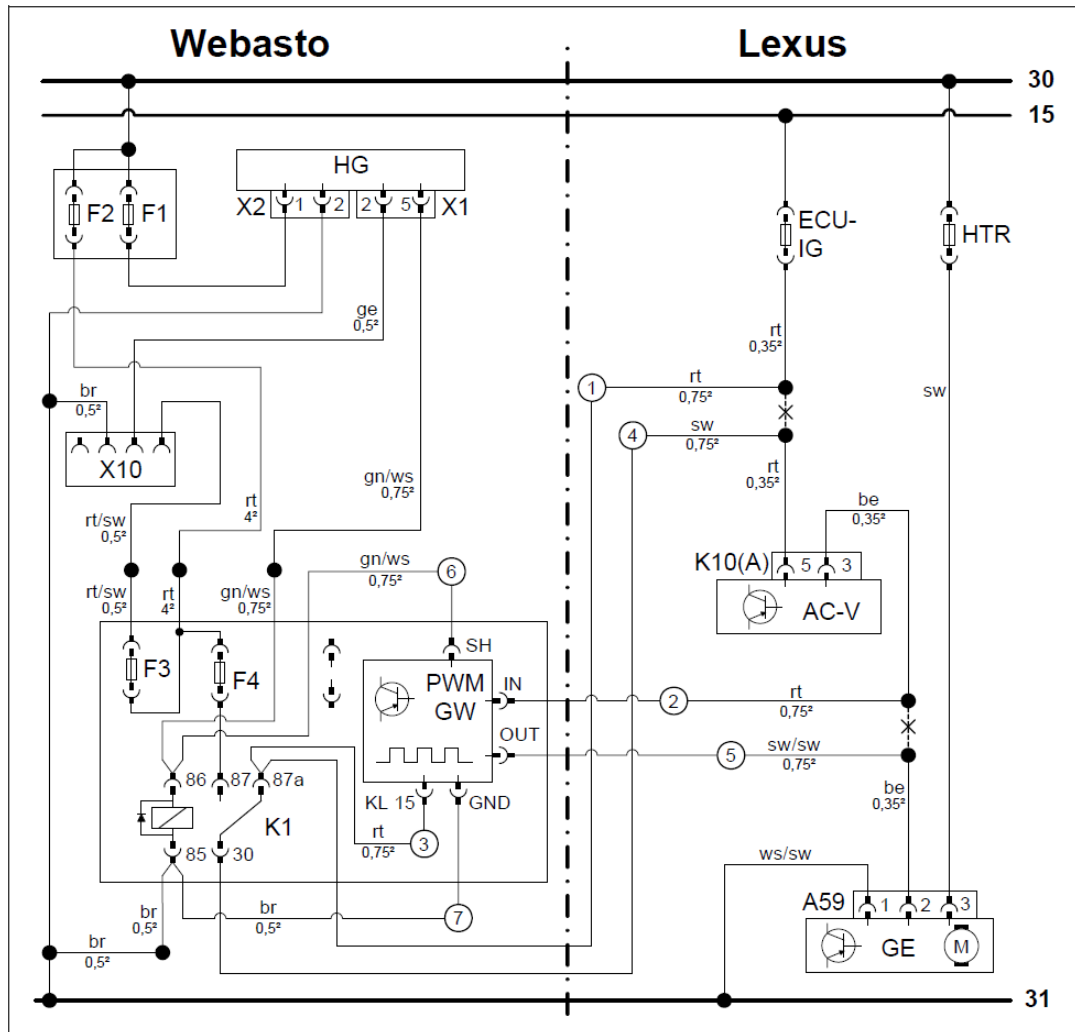 Webasto Lexus
30
15
HG
X2 1 2 2 5 X1
F2 F1
ECU-
IG
HTR
ge
0,5²
rt
0,35²
br
0,5²
1 rt
0,75²
sw
4 sw
0,75²
X10
gn/ws
0,75²
rt
0,35²
rt
4²
be
0,35²
rt/sw
0,5²
gn/ws
0,75²
6
K10(A) 5 3
rt/sw
0,5²
rt
4²
gn/ws
0,75²
AC-V
SH
F3 F4
PWM
GW
IN
2 rt
0,75²
OUT
5 sw/sw
0,75²
86 87 87a
KL 15 GND
be
0,35²
K1
rt
0,75²
3
85 30
ws/sw
br
0,5²
br
0,5²
7
A59 1 2 3
br
0,5²
GE M
31